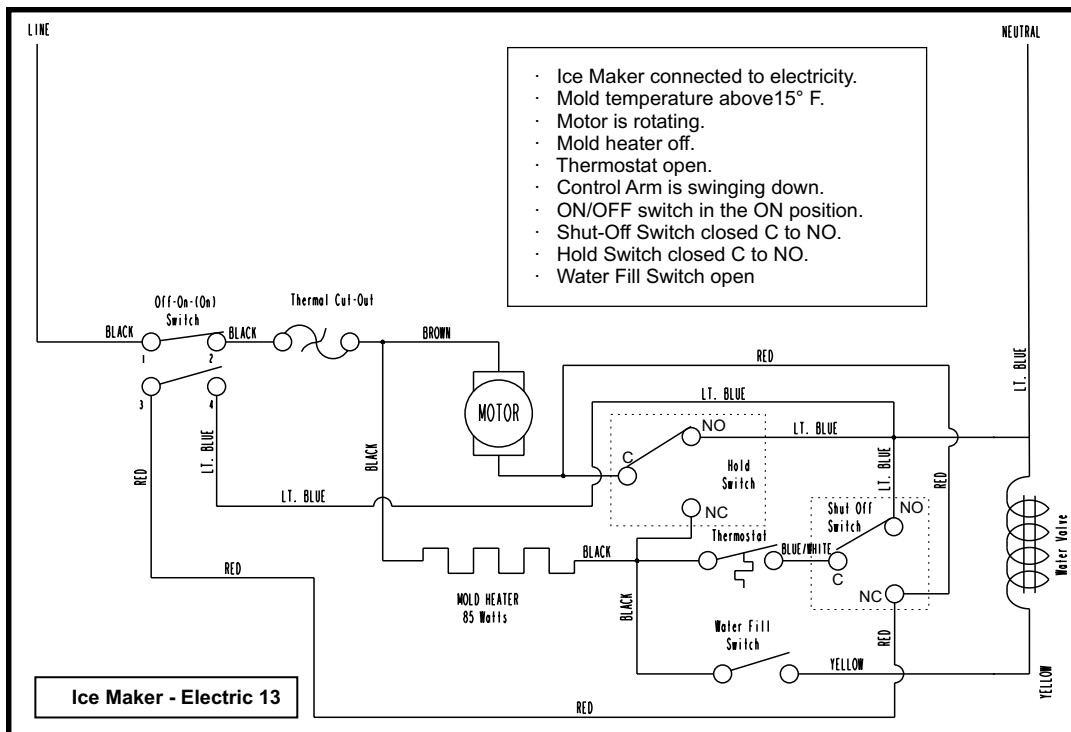 LINE
NEUTRAL
· Ice Maker connected to electricity.
· Mold temperature above15° F.
· Motor is rotating.
· Mold heater off.
· Thermostat open.
· Control Arm is swinging down.
· ON/OFF switch in the ON position.
· Shut-Off Switch closed C to NO.
· Hold Switch closed C to NO.
· Water Fill Switch open
Off-On-(On)
Switch
Thermal Cut-Out
BLACK
BLACK
BROWN
1
2
RED
LT. BLUE
3
4
MOTOR
LT. BLUE
NO
LT. BLUE
C
Hold
Switch
LT. BLUE
RED
LT. BLUE
BLACK
RED
LT. BLUE
NC
Shut Off
Switch
NO
Thermostat
BLUE/WHITE
BLACK
C
NC
Water Valve
RED
MOLD HEATER
85 Watts
BLACK
Water Fill
Switch
RED
YELLOW
YELLOW
Ice Maker - Electric 13
RED